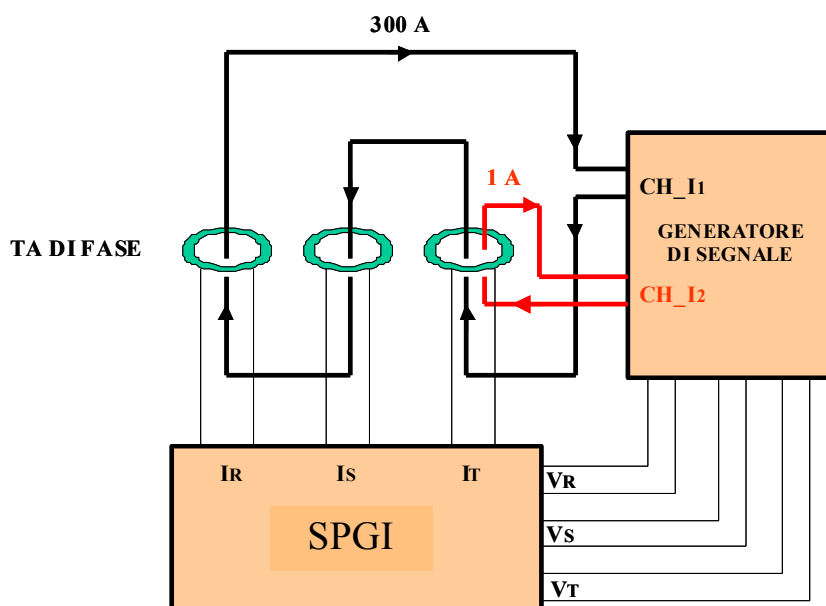 300 A
1 A
CH_I1
TA DI FASE
GENERATORE
DI SEGNALE
CH_I2
IR
IS
IT
VR
SPGI
VS
VT